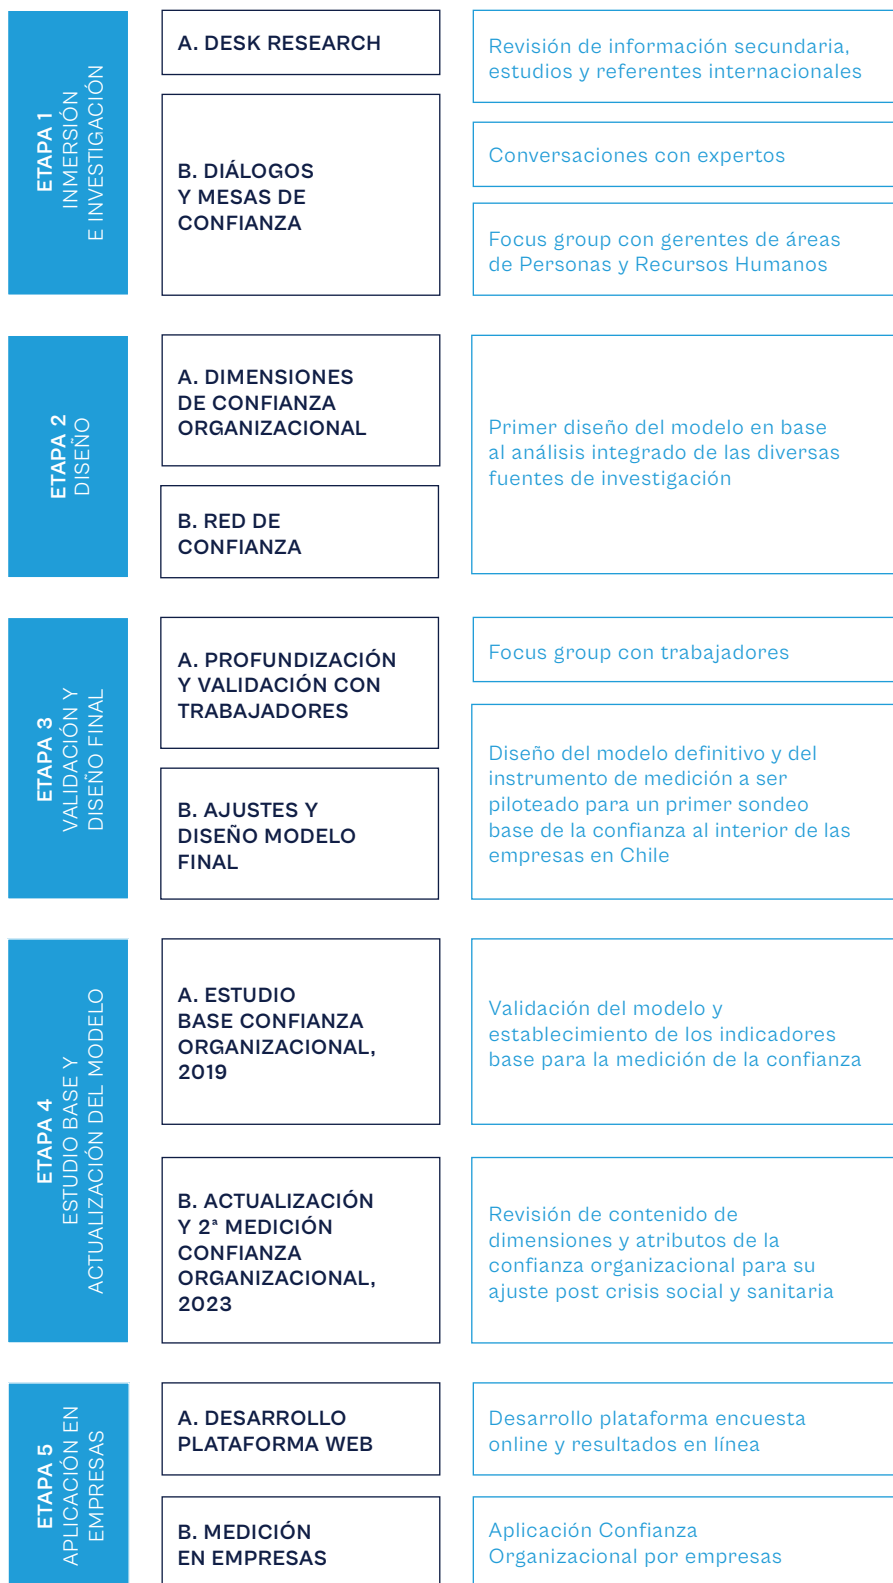 ETAPA 1
INMERSIÓN
E INVESTIGACIÓN
A. DESK RESEARCH
Revisión de información secundaria,
estudios y referentes internacionales
B. DIÁLOGOS
Y MESAS DE
CONFIANZA
Conversaciones con expertos
Focus group con gerentes de áreas
de Personas y Recursos Humanos
ETAPA 2
DISEÑO
A. DIMENSIONES
DE CONFIANZA
ORGANIZACIONAL
B. RED DE
CONFIANZA
Primer diseño del modelo en base
al análisis integrado de las diversas
fuentes de investigación
ETAPA 3
VALIDACIÓN Y
DISEÑO FINAL
A. PROFUNDIZACIÓN
Y VALIDACIÓN CON
TRABAJADORES
Focus group con trabajadores
B. AJUSTES Y
DISEÑO MODELO
FINAL
Diseño del modelo definitivo y del
instrumento de medición a ser
piloteado para un primer sondeo
base de la confianza al interior de las
empresas en Chile
ETAPA 4
ESTUDIO BASE Y
ACTUALIZACIÓN DEL MODELO
A. ESTUDIO
BASE CONFIANZA
ORGANIZACIONAL,
2019
Validación del modelo y
establecimiento de los indicadores
base para la medición de la confianza
B. ACTUALIZACIÓN
Y 2ª MEDICIÓN
CONFIANZA
ORGANIZACIONAL,
2023
Revisión de contenido de
dimensiones y atributos de la
confianza organizacional para su
ajuste post crisis social y sanitaria
ETAPA 5
APLICACIÓN EN
EMPRESAS
A. DESARROLLO
PLATAFORMA WEB
Desarrollo plataforma encuesta
online y resultados en línea
B. MEDICIÓN
EN EMPRESAS
Aplicación Confianza
Organizacional por empresas